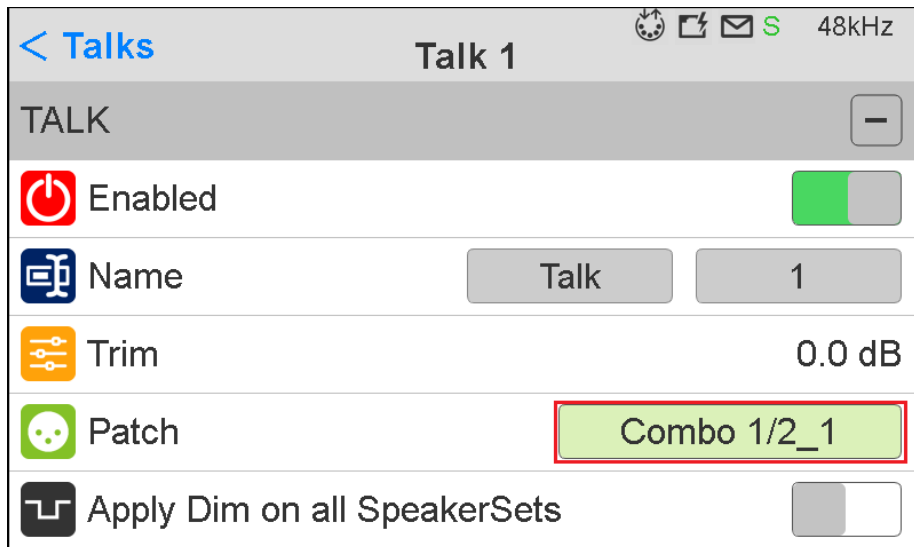 < Talks
Talk 1
S 48kHz
TALK
Enabled
Name Talk 1
Trim 0.0 dB
Patch Combo 1/2_1
Apply Dim on all SpeakerSets